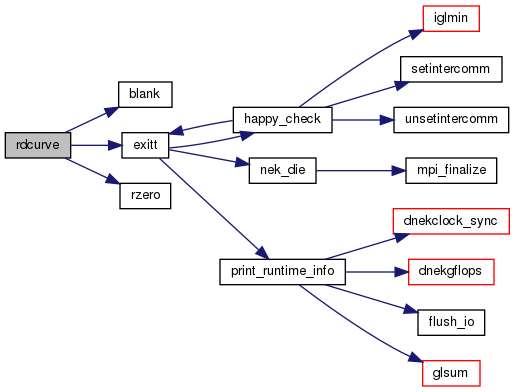 rdcurve
blank
exitt
rzero
happy_check
nek_die
print_runtime_info
iglmin
setintercomm
unsetintercomm
mpi_finalize
dnekclock_sync
dnekgflops
flush_io
glsum